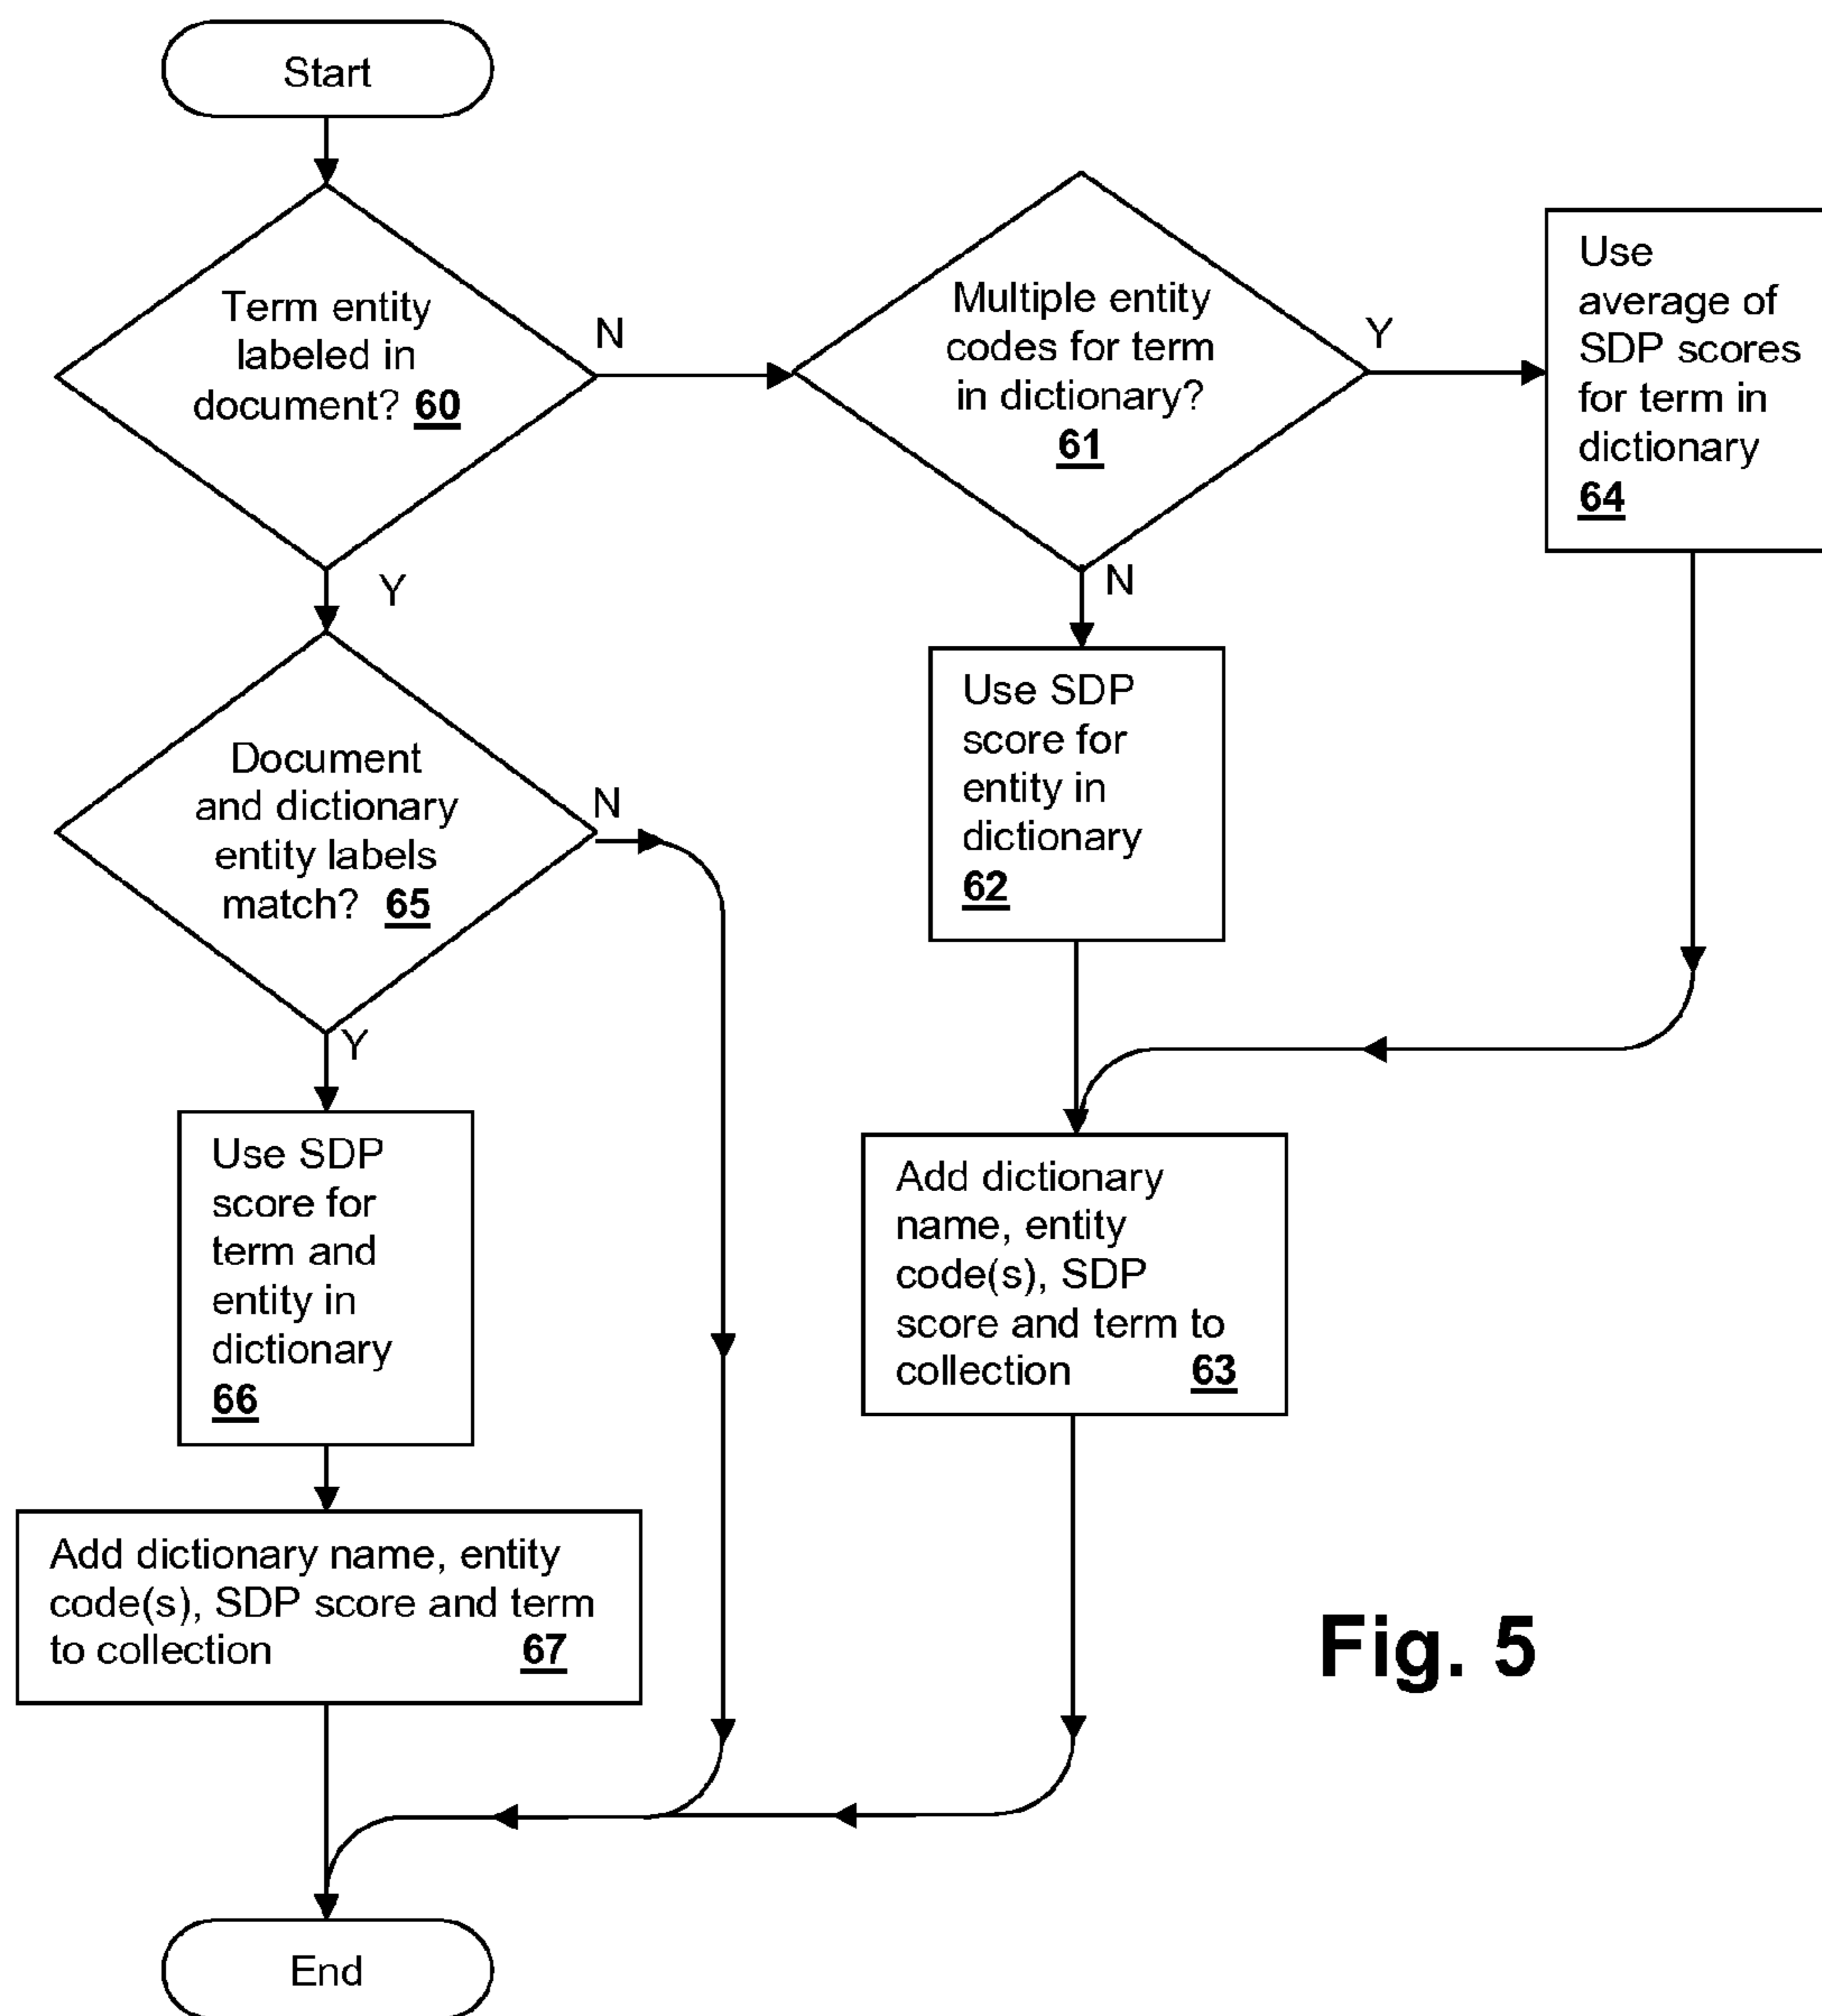 Start
Term entity
labeled in
document? 60
N
Y
Multiple entity
codes for term
in dictionary?
61
Y
N
Use
average of
SDP scores
for term in
dictionary
64
Use SDP
score for
entity in
dictionary
62
Document
and dictionary
entity labels
match? 65
N
Y
Use SDP
score for
term and
entity in
dictionary
66
Add dictionary
name, entity
code(s), SDP
score and term to
collection 63
Add dictionary name, entity
code(s), SDP score and term
to collection 67
Fig. 5
End